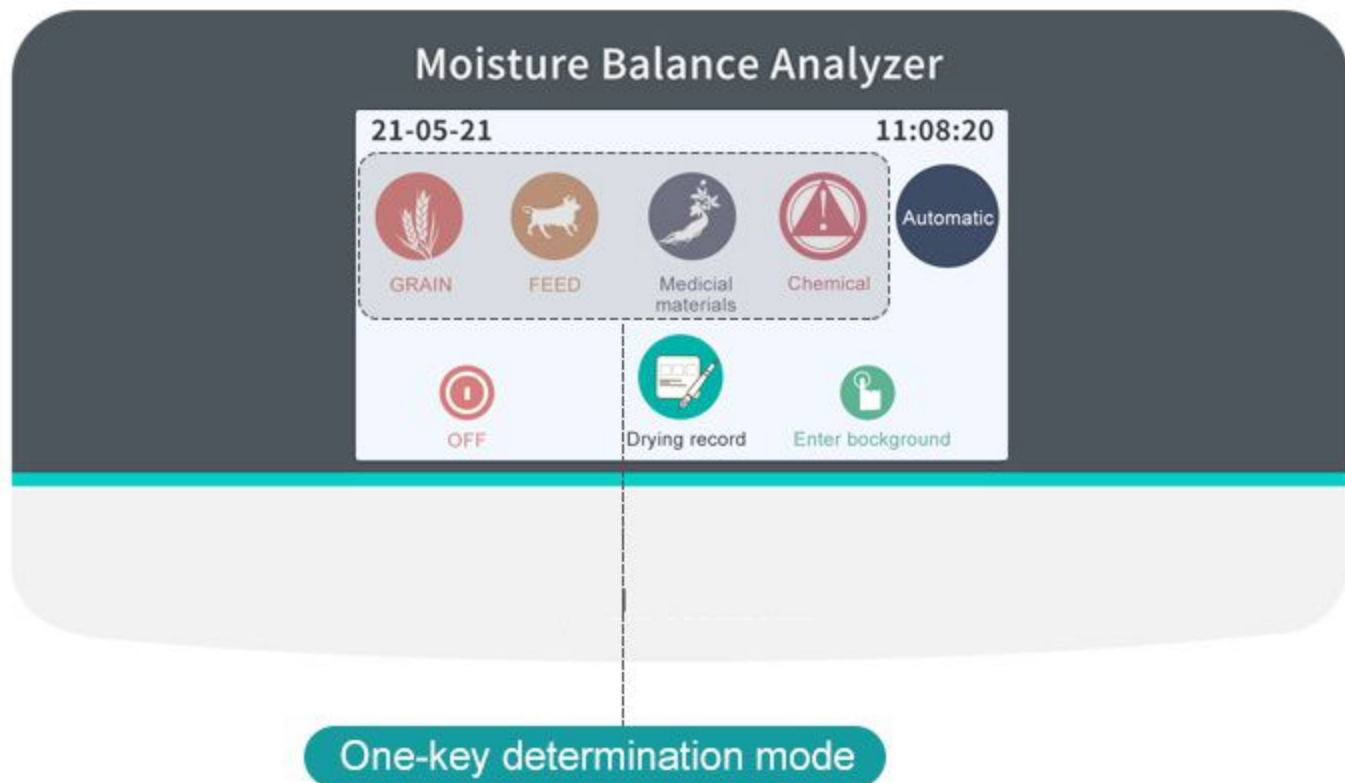 Moisture Balance Analyzer
21-05-21
11:08:20
Automatic
GRAIN
FEED
Medicial
materials
Chemical
OFF
Drying record
Enter bockground
One-key determination mode